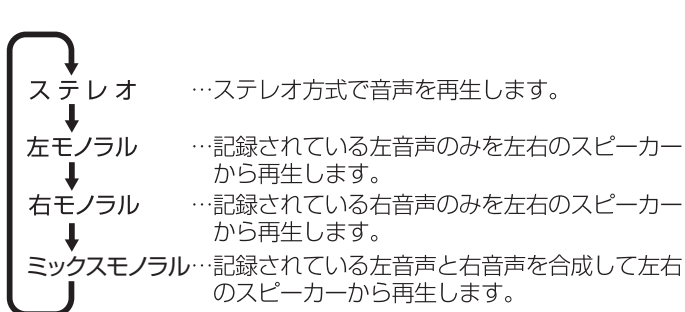 ステレオ …ステレオ方式で音声を再生します。
左モノラル …記録されている左音声のみを左右のスピーカー
から再生します。
右モノラル …記録されている右音声のみを左右のスピーカー
から再生します。
ミックスモノラル…記録されている左音声と右音声を合成して左右
のスピーカーから再生します。